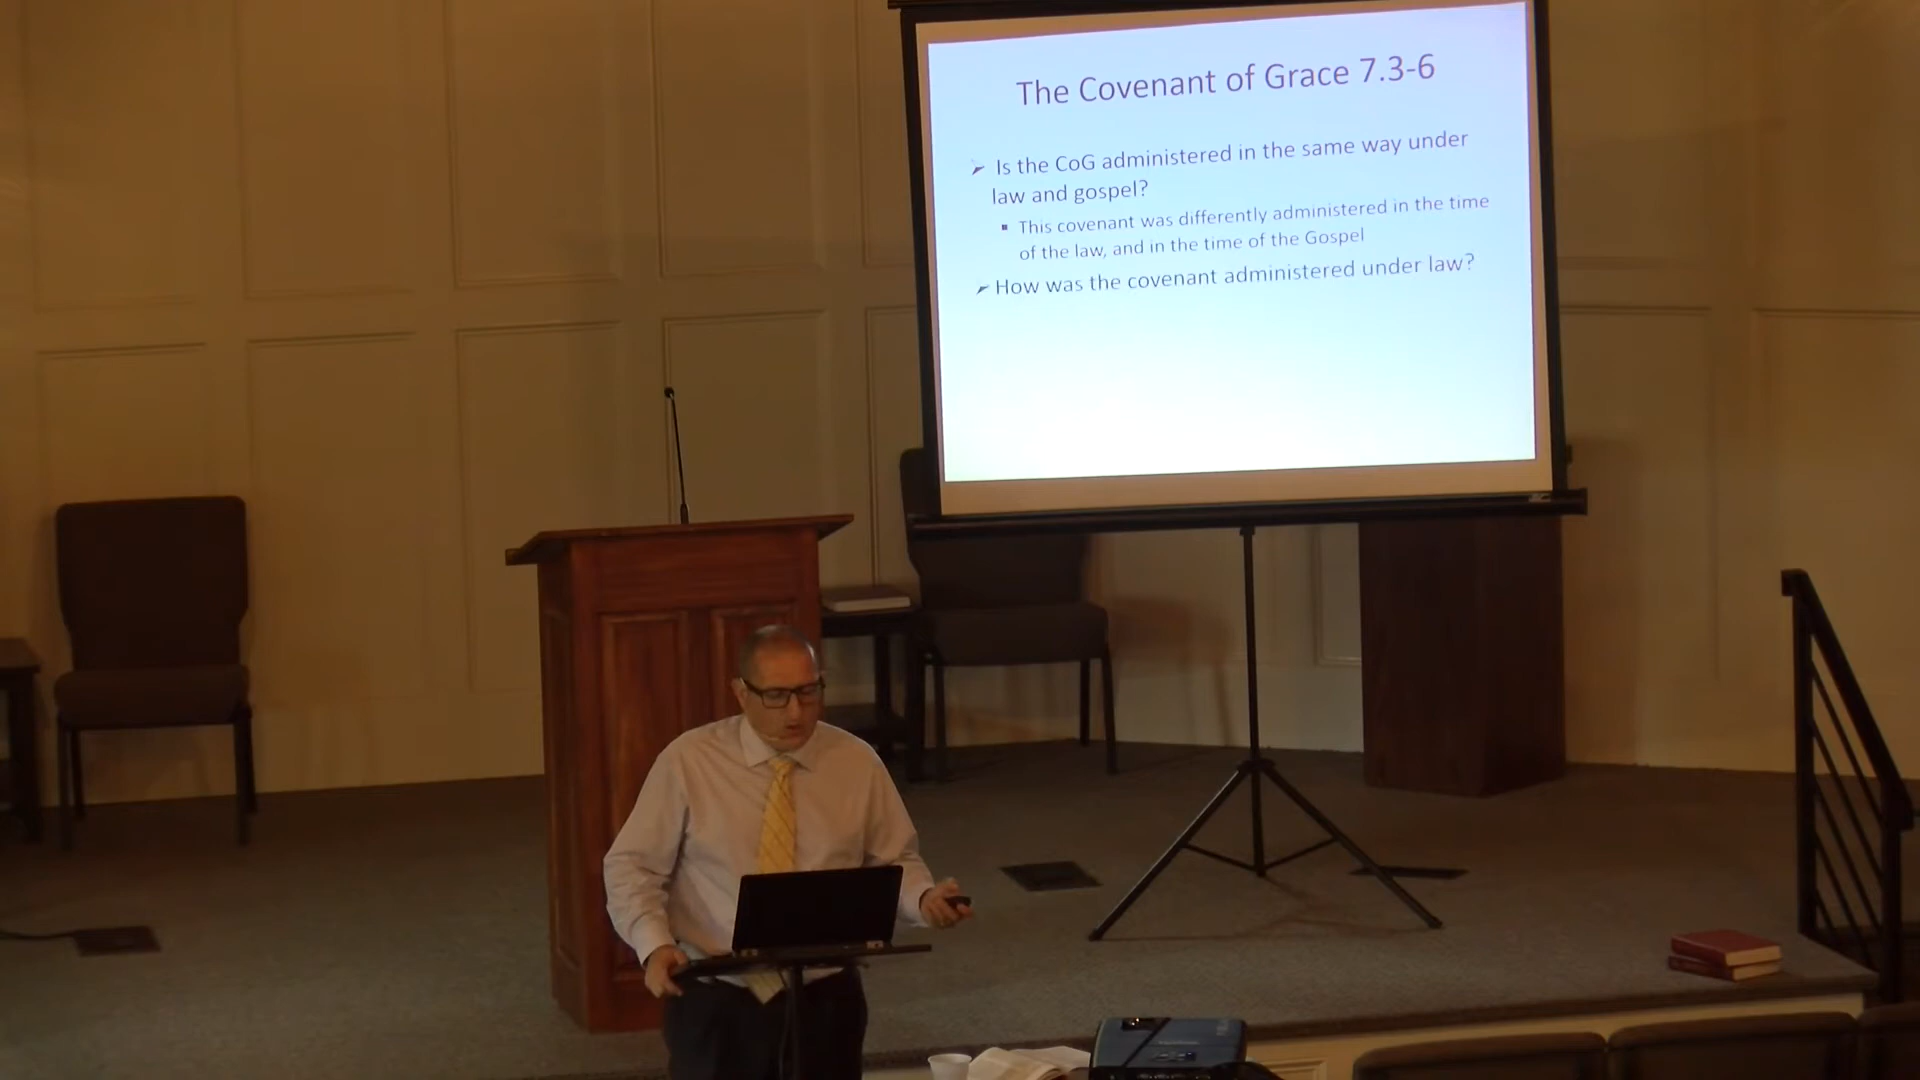 The Covenant of Grace 7.3-6
Is the CoG administered in the same way under
law and gospel?
This covenant was differently administered in the time
of the law, and in the time of the Gospel
How was the covenant administered under law?